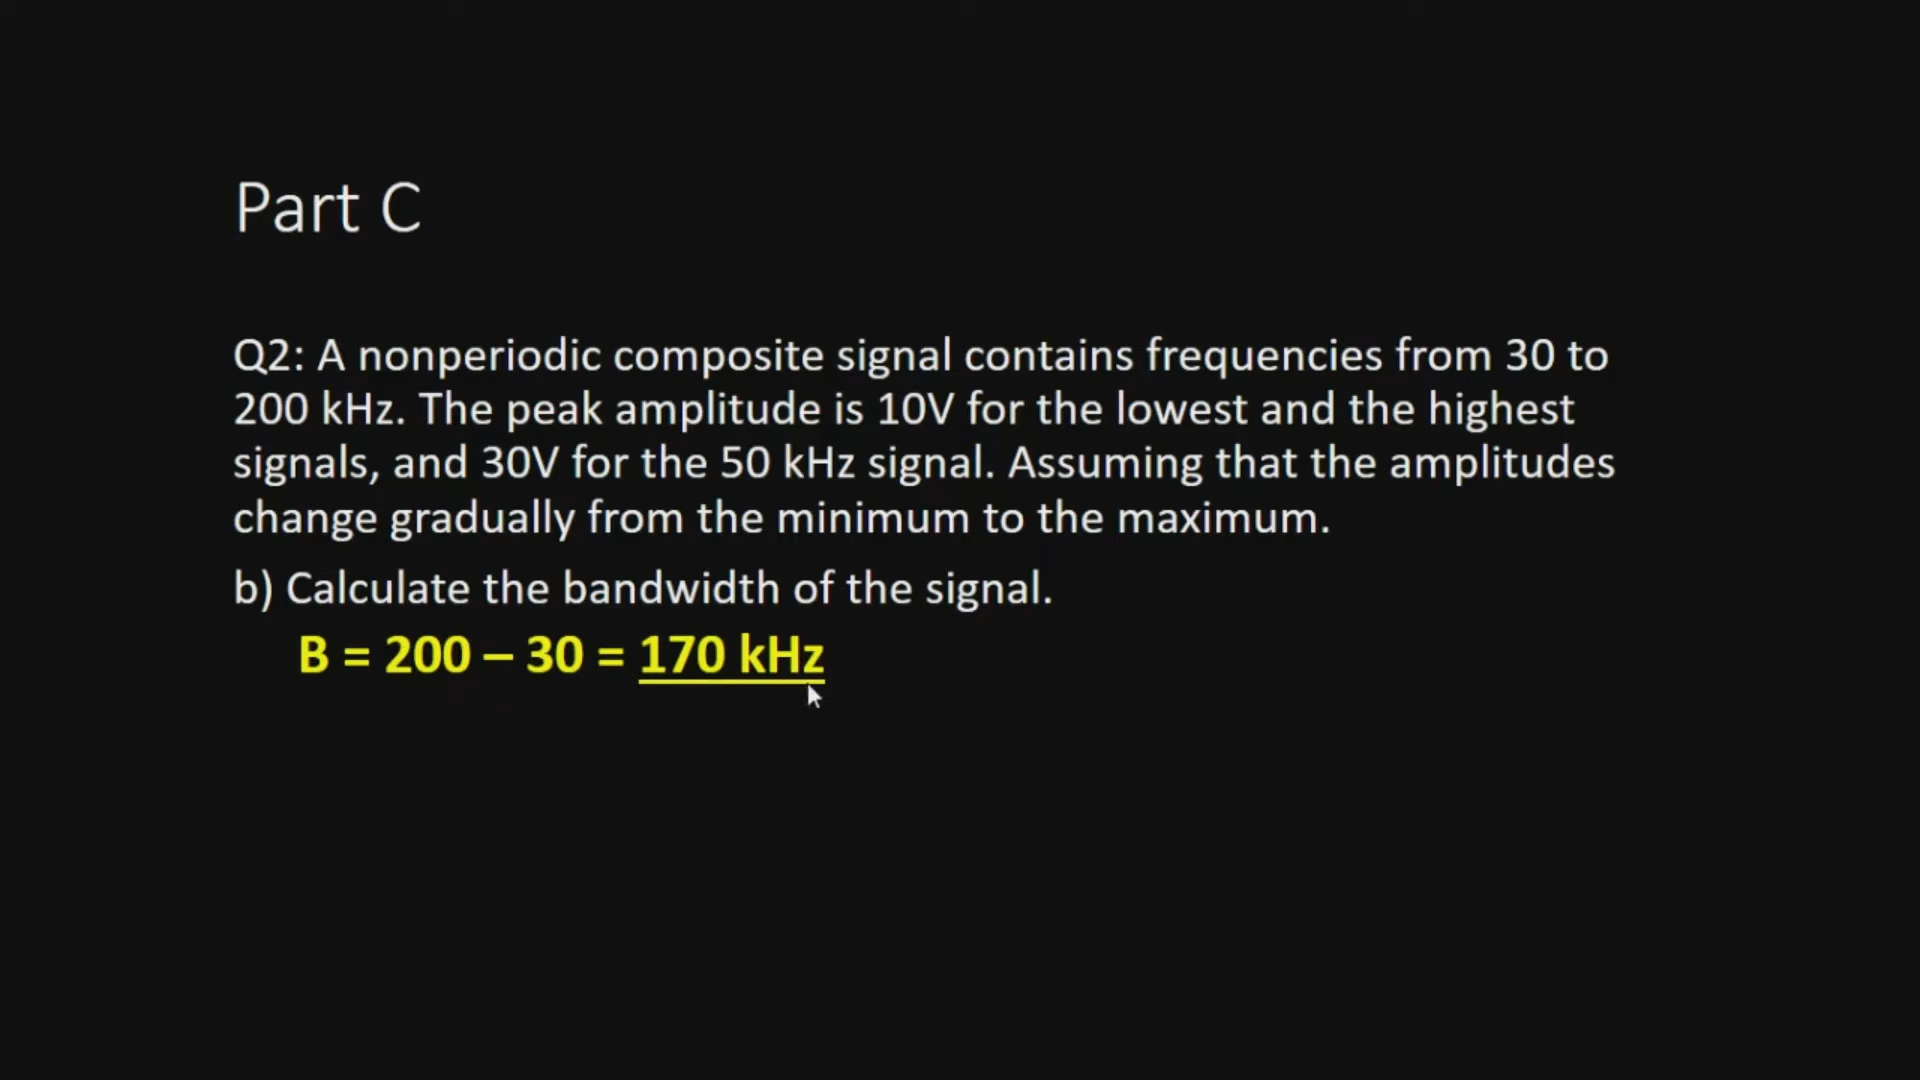 Part C
Q2: A nonperiodic composite signal contains frequencies from 30 to
200 kHz. The peak amplitude is 10V for the lowest and the highest
signals, and 30V for the 50 kHz signal. Assuming that the amplitudes
change gradually from the minimum to the maximum.
b) Calculate the bandwidth of the signal.
B = 200 – 30 = 170 kHz